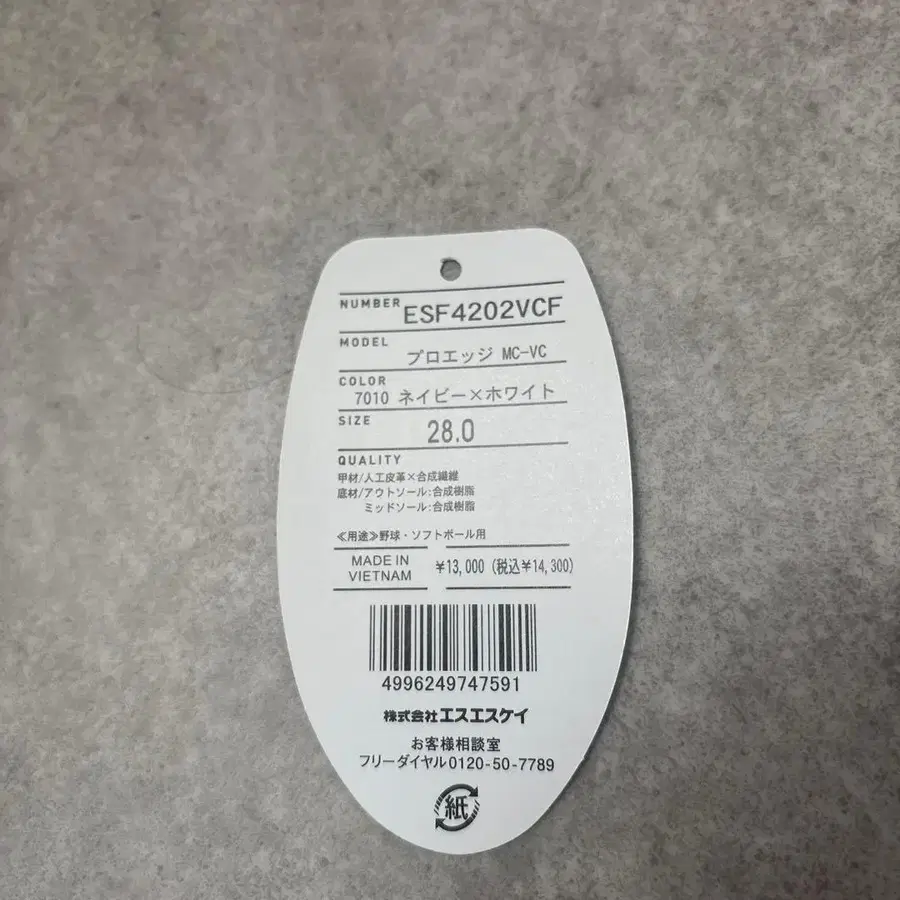 NUMBER ESF4202VCF
MODEL プロエッジ MC-VC
COLOR 7010 ネイビー×ホワイト
SIZE 28.0
QUALITY
甲材/人工皮革×合成繊維
底材/アウトソール:合成樹脂
ミッドソール:合成樹脂
≪用途≫野球・ソフトボール用
MADE IN VIETNAM ¥13,000 (税込¥14,300)
4996249747591
株式会社エスエスケイ
お客様相談室
フリーダイヤル0120-50-7789
紙